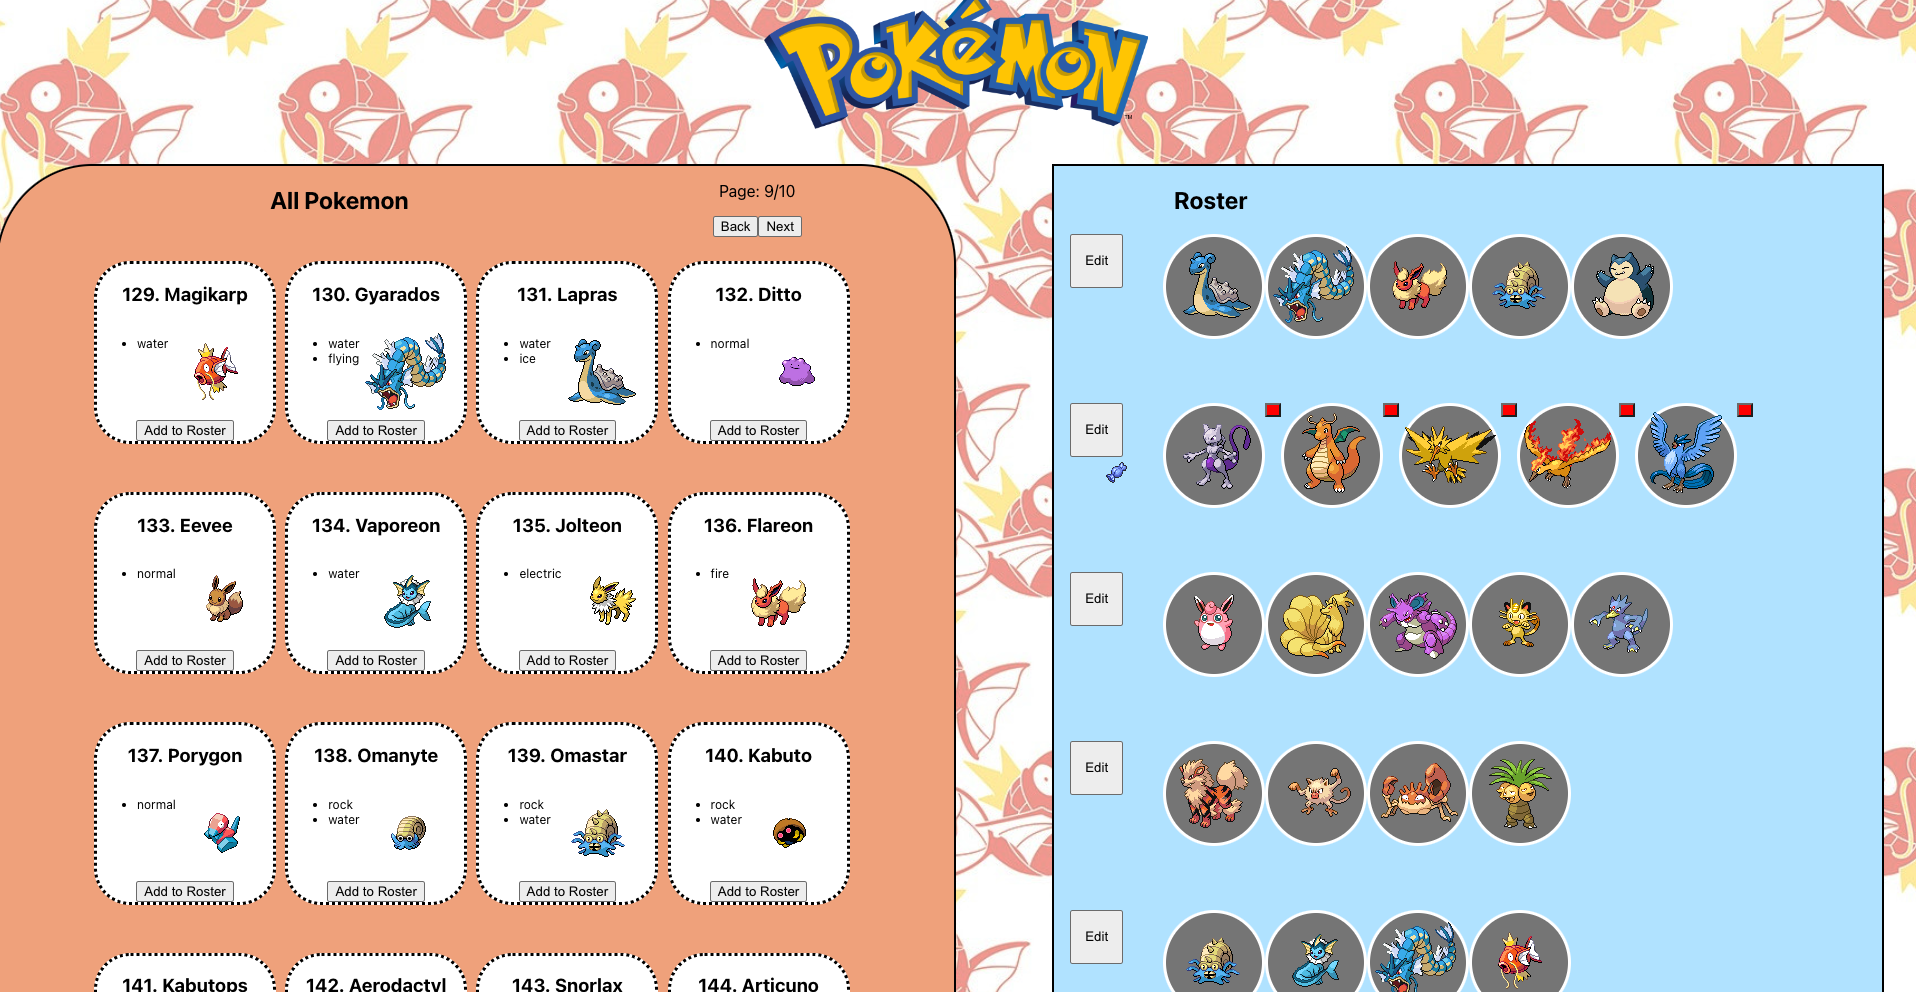 POKéMON
TM
All Pokemon
Page: 9/10
Back Next
129. Magikarp
water
Add to Roster
130. Gyarados
water
flying
Add to Roster
131. Lapras
water
ice
Add to Roster
132. Ditto
normal
Add to Roster
133. Eevee
normal
Add to Roster
134. Vaporeon
water
Add to Roster
135. Jolteon
electric
Add to Roster
136. Flareon
fire
Add to Roster
137. Porygon
normal
Add to Roster
138. Omanyte
rock
water
Add to Roster
139. Omastar
rock
water
Add to Roster
140. Kabuto
rock
water
Add to Roster
141. Kabutops
142. Aerodactyl
143. Snorlax
144. Articuno
Roster
Edit
Edit
Edit
Edit
Edit